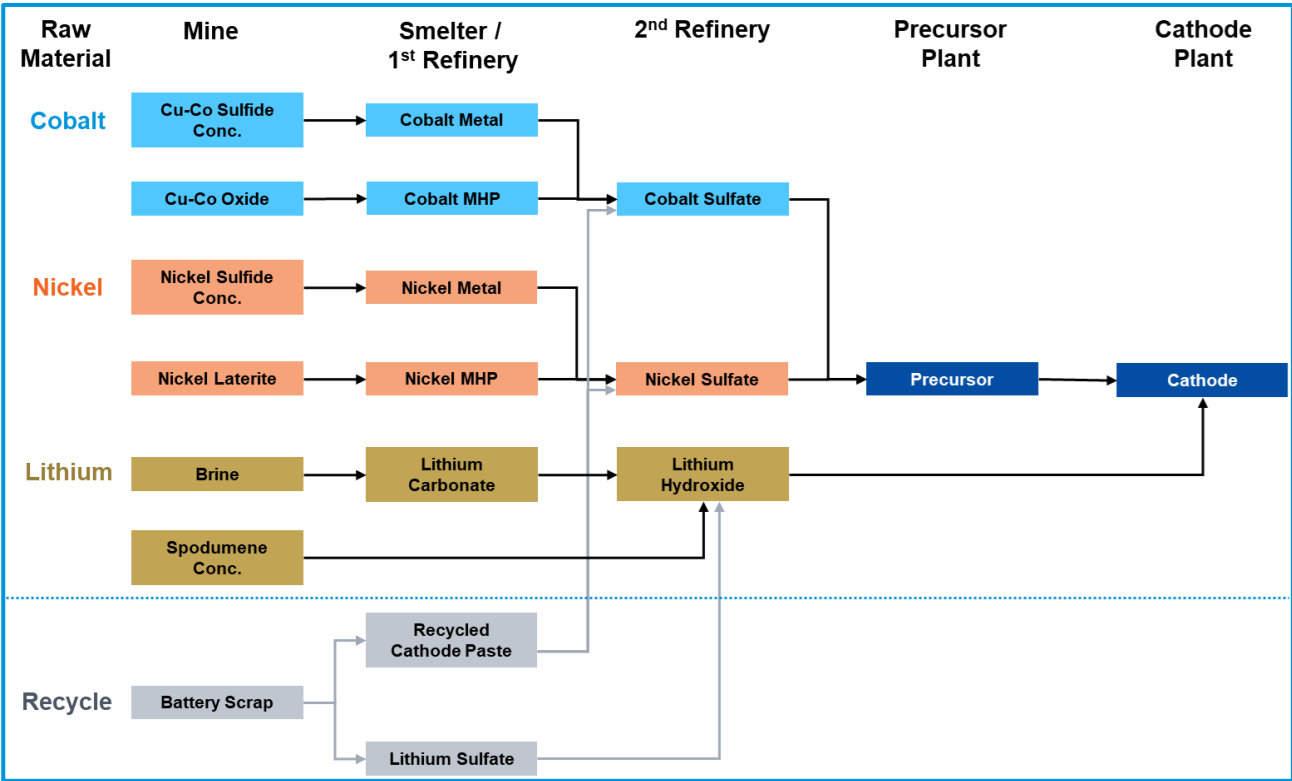 Raw
Material
Mine
Smelter /
1st Refinery
2nd Refinery
Precursor
Plant
Cathode
Plant
Cobalt
Cu-Co Sulfide
Conc.
Cobalt Metal
Cu-Co Oxide
Cobalt MHP
Cobalt Sulfate
Nickel
Nickel Sulfide
Conc.
Nickel Metal
Nickel Laterite
Nickel MHP
Nickel Sulfate
Precursor
Cathode
Lithium
Brine
Lithium
Carbonate
Lithium
Hydroxide
Spodumene
Conc.
Recycle
Battery Scrap
Recycled
Cathode Paste
Lithium Sulfate